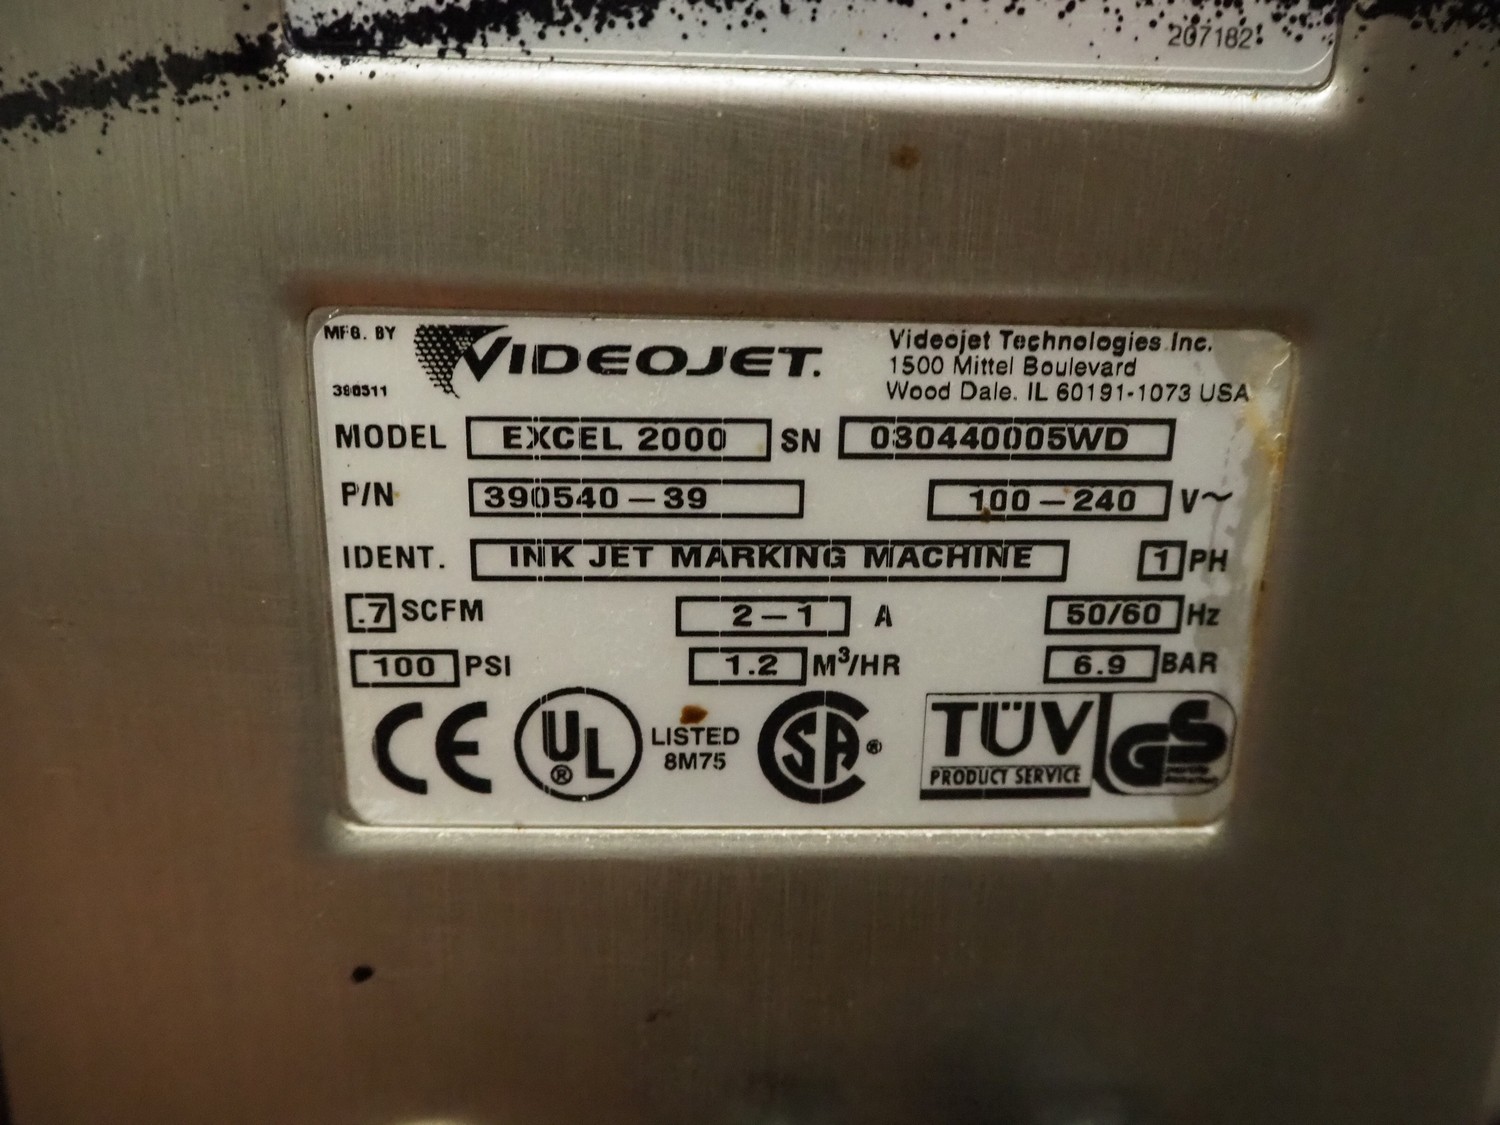 207182
MFG. BY VIDEOJET. Videojet Technologies Inc.
1500 Mittel Boulevard
390511 Wood Dale. IL 60191-1073 USA
MODEL EXCEL 2000 SN 030440005WD
P/N 390540-39 100-240 V~
IDENT. INK JET MARKING MACHINE 1 PH
.7 SCFM 2-1 A 50/60 Hz
100 PSI 1.2 M³/HR 6.9 BAR
CE UL® LISTED 8M75 CSA® TÜV PRODUCT SERVICE GS